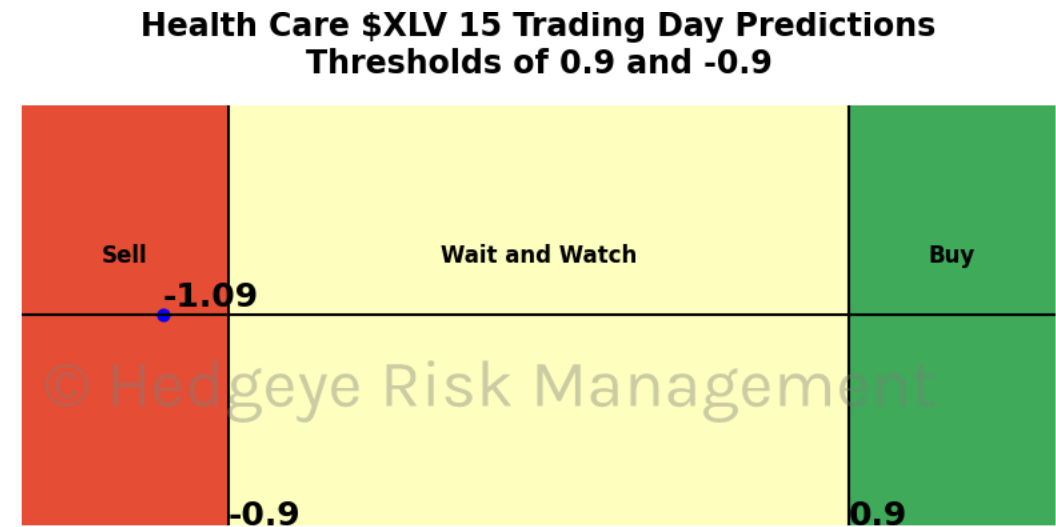 Health Care $XLV 15 Trading Day Predictions
Thresholds of 0.9 and -0.9
Sell
Wait and Watch
Buy
-1.09
© Hedgeye Risk Management
-0.9
0.9